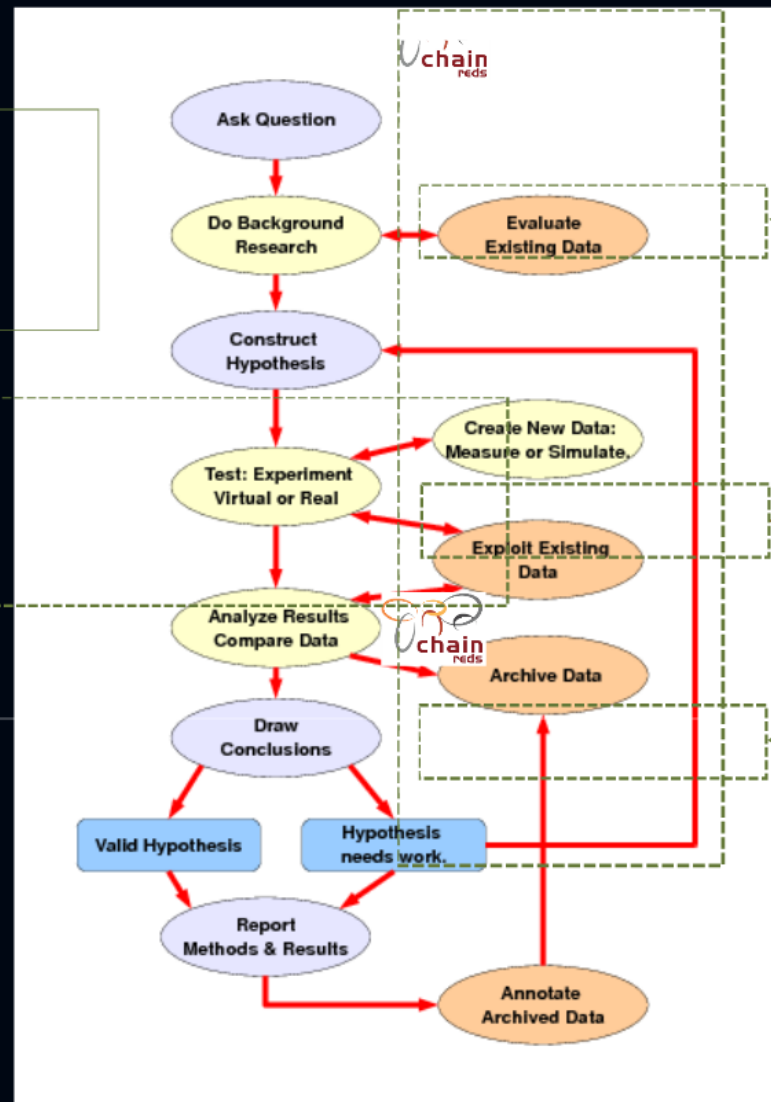 chain
reds
Ask Question
Do Background
Research
Evaluate
Existing Data
Construct
Hypothesis
Create New Data:
Measure or Simulate.
Test: Experiment
Virtual or Real
Exploit Existing
Data
Analyze Results
Compare Data
chain
reds
Archive Data
Draw
Conclusions
Valid Hypothesis
Hypothesis
needs work.
Report
Methods & Results
Annotate
Archived Data